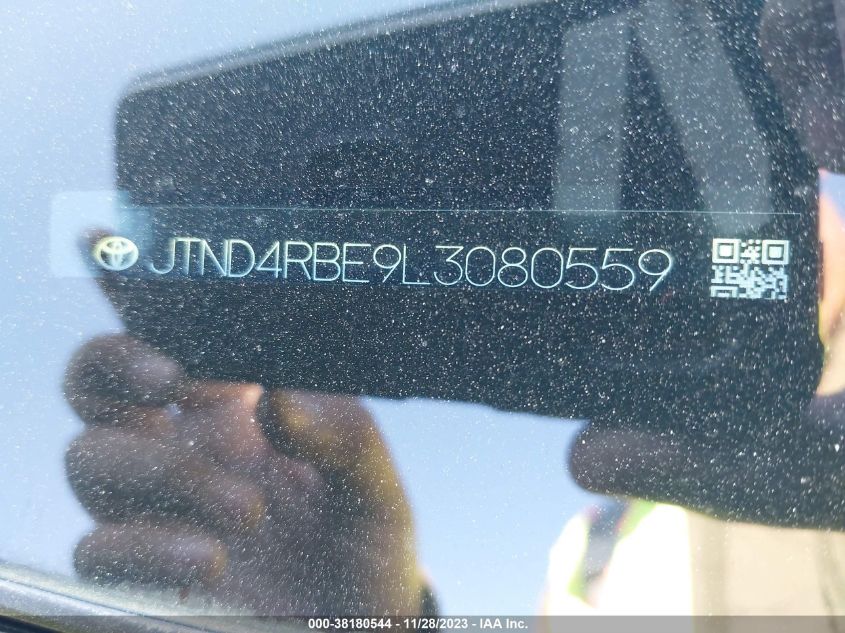 JTND4RBE9L3080559
000-38180544 - 11/28/2023 - IAA Inc.